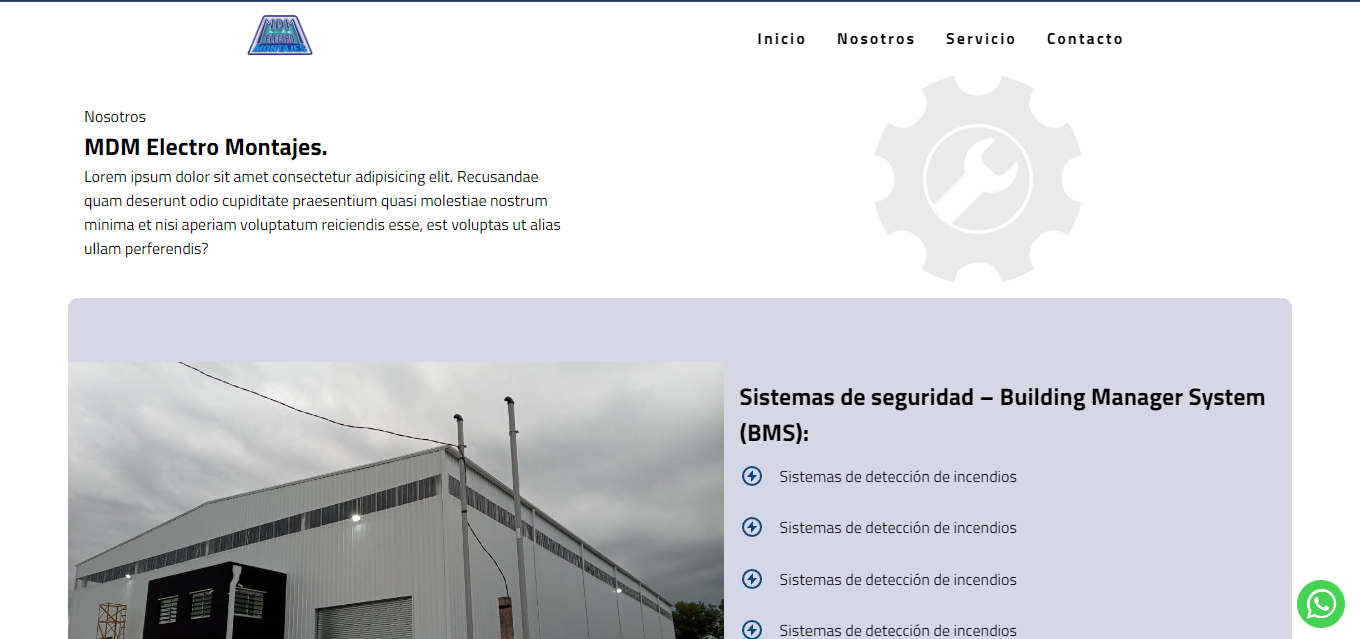 MDM
ELECTRO
MONTAJES
Inicio Nosotros Servicio Contacto
Nosotros
MDM Electro Montajes.
Lorem ipsum dolor sit amet consectetur adipisicing elit. Recusandae
quam deserunt odio cupiditate praesentium quasi molestiae nostrum
minima et nisi aperiam voluptatum reiciendis esse, est voluptas ut alias
ullam perferendis?
Sistemas de seguridad – Building Manager System
(BMS):
Sistemas de detección de incendios
Sistemas de detección de incendios
Sistemas de detección de incendios
Sistemas de detección de incendios